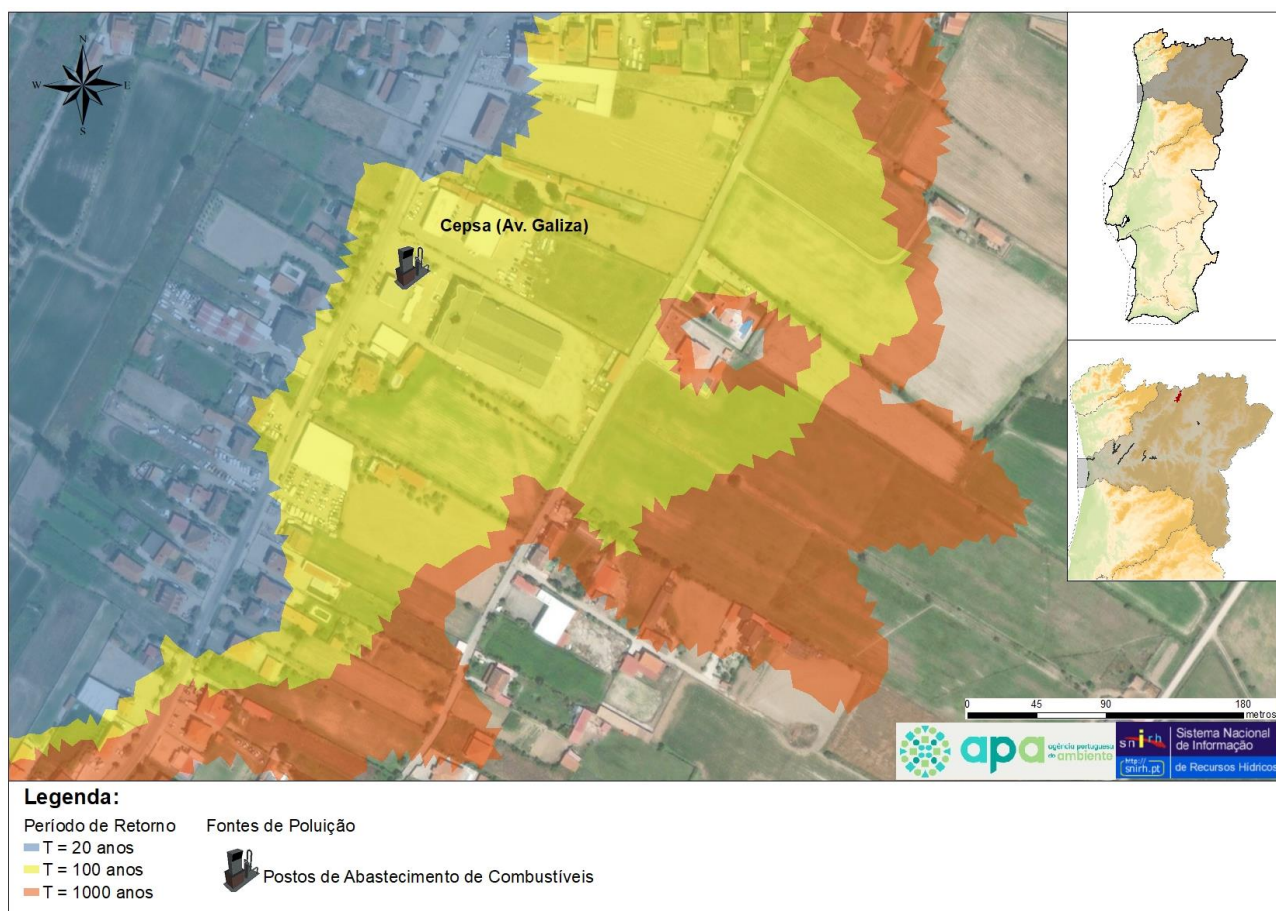 N
W E
S
Cepsa (Av. Galiza)
0 45 90 180
metros
apa agência portuguesa
do ambiente
snirh Sistema Nacional
de Informação
http://
snirh.pt de Recursos Hídricos
Legenda:
Período de Retorno Fontes de Poluição
T = 20 anos
T = 100 anos
T = 1000 anos
Postos de Abastecimento de Combustíveis